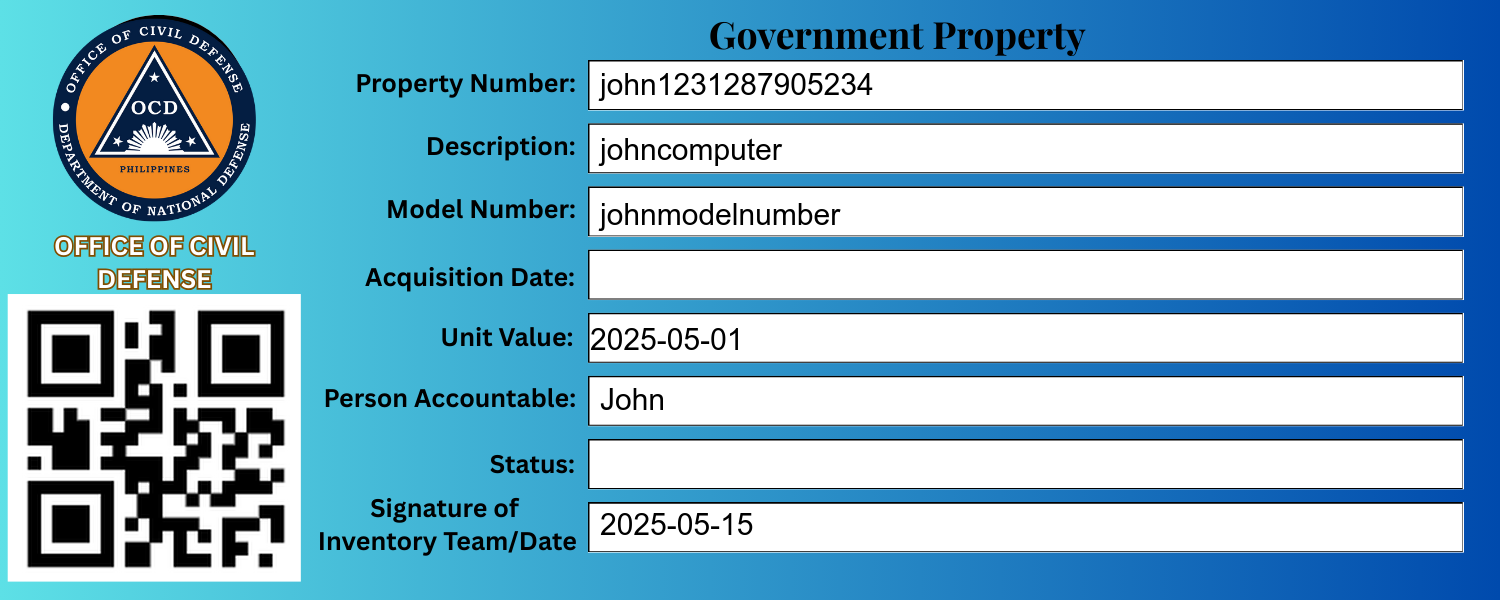 OFFICE OF CIVIL DEFENSE
OCD
PHILIPPINES
DEPARTMENT OF NATIONAL DEFENSE
OFFICE OF CIVIL
DEFENSE
Government Property
Property Number: john1231287905234
Description: johncomputer
Model Number: johnmodelnumber
Acquisition Date:
Unit Value: 2025-05-01
Person Accountable: John
Status:
Signature of
Inventory Team/Date 2025-05-15